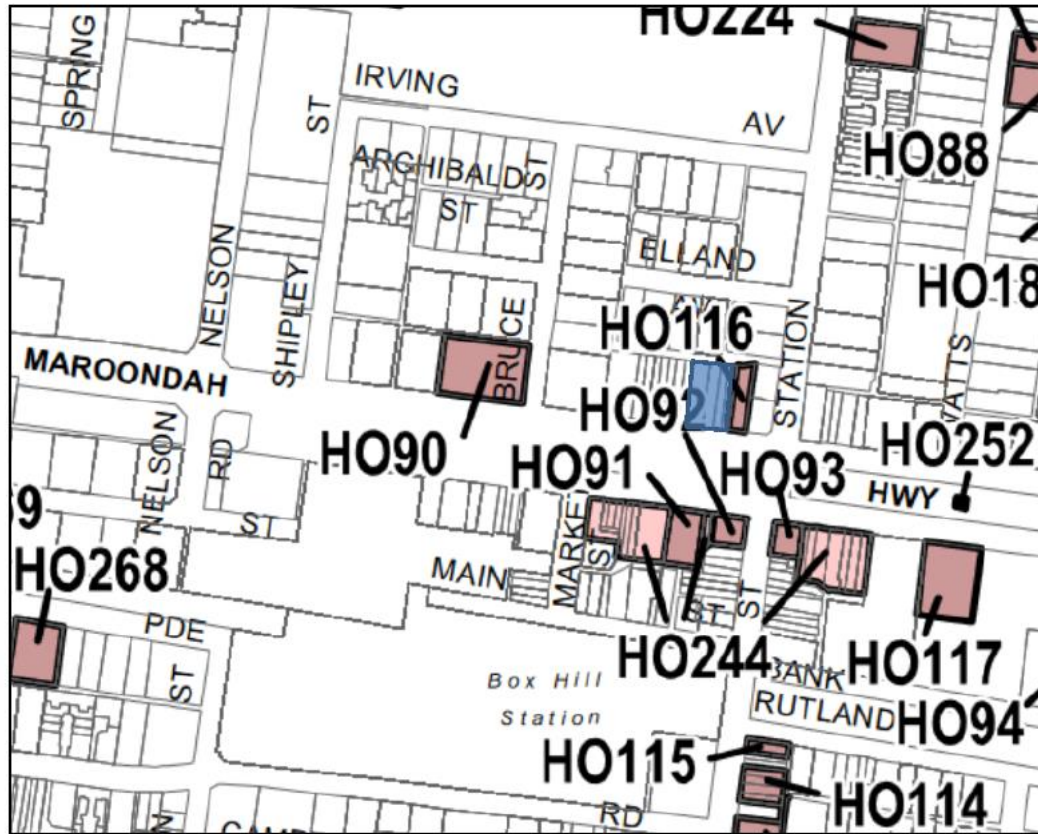 HO224
SPRING
IRVING
ST
AV
HO88
ARCHIBALD
ST
ST
ELLAND
NELSON
HO18
SHIPLEY
BRUCE
HO116
STATION
WATTS
MAROONDAH
HO92
HO90
HO91
HO93
HO252
NELSON
RD
HWY
ST
MARKET
ST
MAIN
HO268
ST
ST
PDE
HO244
HO117
BANK
ST
Box Hill
Station
RUTLAND
HO94
HO115
HO114
RD